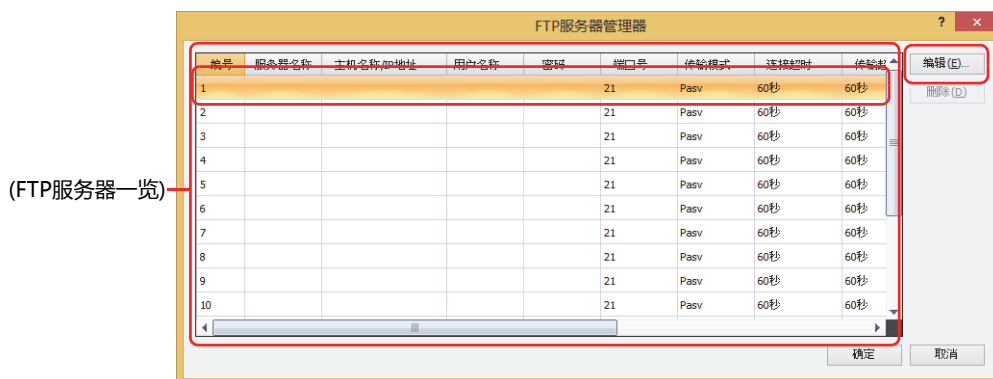 FTP服务器管理器
?
×
编号 服务器名称 主机名称/IP地址 用户名称 密码 端口号 传输模式 连接超时 传输超
编辑(E)...
1 21 Pasv 60秒 60秒
删除(D)
2 21 Pasv 60秒 60秒
3 21 Pasv 60秒 60秒
4 21 Pasv 60秒 60秒
(FTP服务器一览)
5 21 Pasv 60秒 60秒
6 21 Pasv 60秒 60秒
7 21 Pasv 60秒 60秒
8 21 Pasv 60秒 60秒
9 21 Pasv 60秒 60秒
10 21 Pasv 60秒 60秒
确定
取消